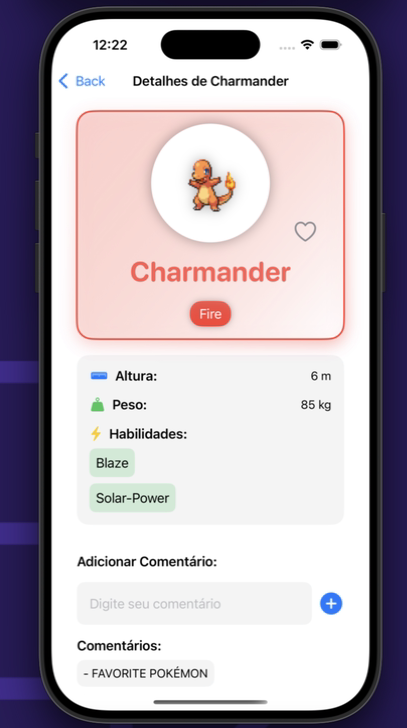 12:22
Back
Detalhes de Charmander
Charmander
Fire
Altura: 6 m
Peso: 85 kg
Habilidades:
Blaze
Solar-Power
Adicionar Comentário:
Digite seu comentário
Comentários:
- FAVORITE POKÉMON